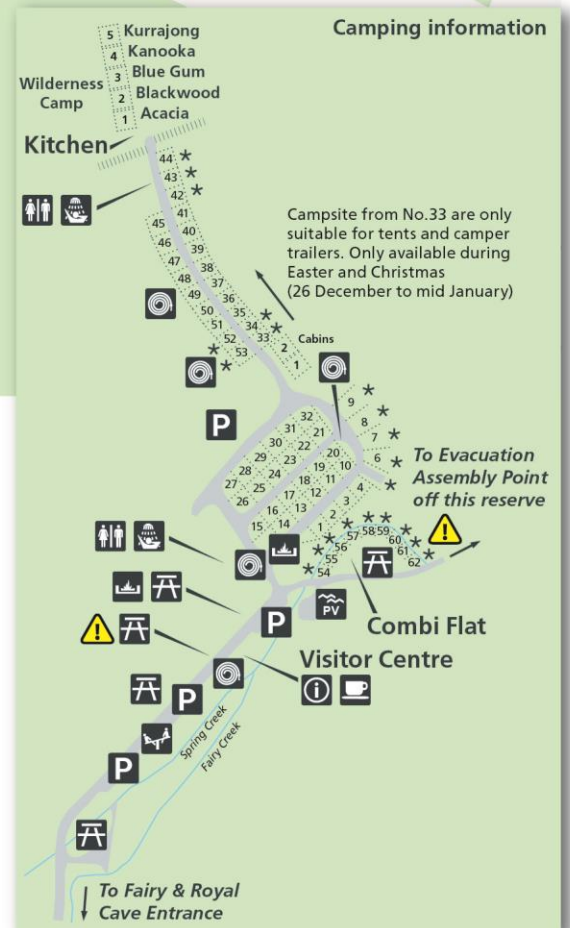 Camping information
5 Kurrajong
4 Kanooka
3 Blue Gum
2 Blackwood
1 Acacia
Wilderness
Camp
Kitchen
44 *
43 *
42 *
41
40
39
38
37
36
35
34 *
33 *
45
46
47
48
49
50
51
52 *
53 *
Campsite from No.33 are only
suitable for tents and camper
trailers. Only available during
Easter and Christmas
(26 December to mid January)
Cabins
2
1
P
32
31
30
29
28
27
26
21
22
23
24
25
20
19
18
17
16
15
10
11
12
13
14
9 *
8 *
7 *
6 *
4 *
3
2
1
To Evacuation
Assembly Point
off this reserve
!
54
55
56
57
58
59
60
61
62
PV
Combi Flat
P
Visitor Centre
i
!
P
P
Spring Creek
Fairy Creek
To Fairy & Royal
Cave Entrance